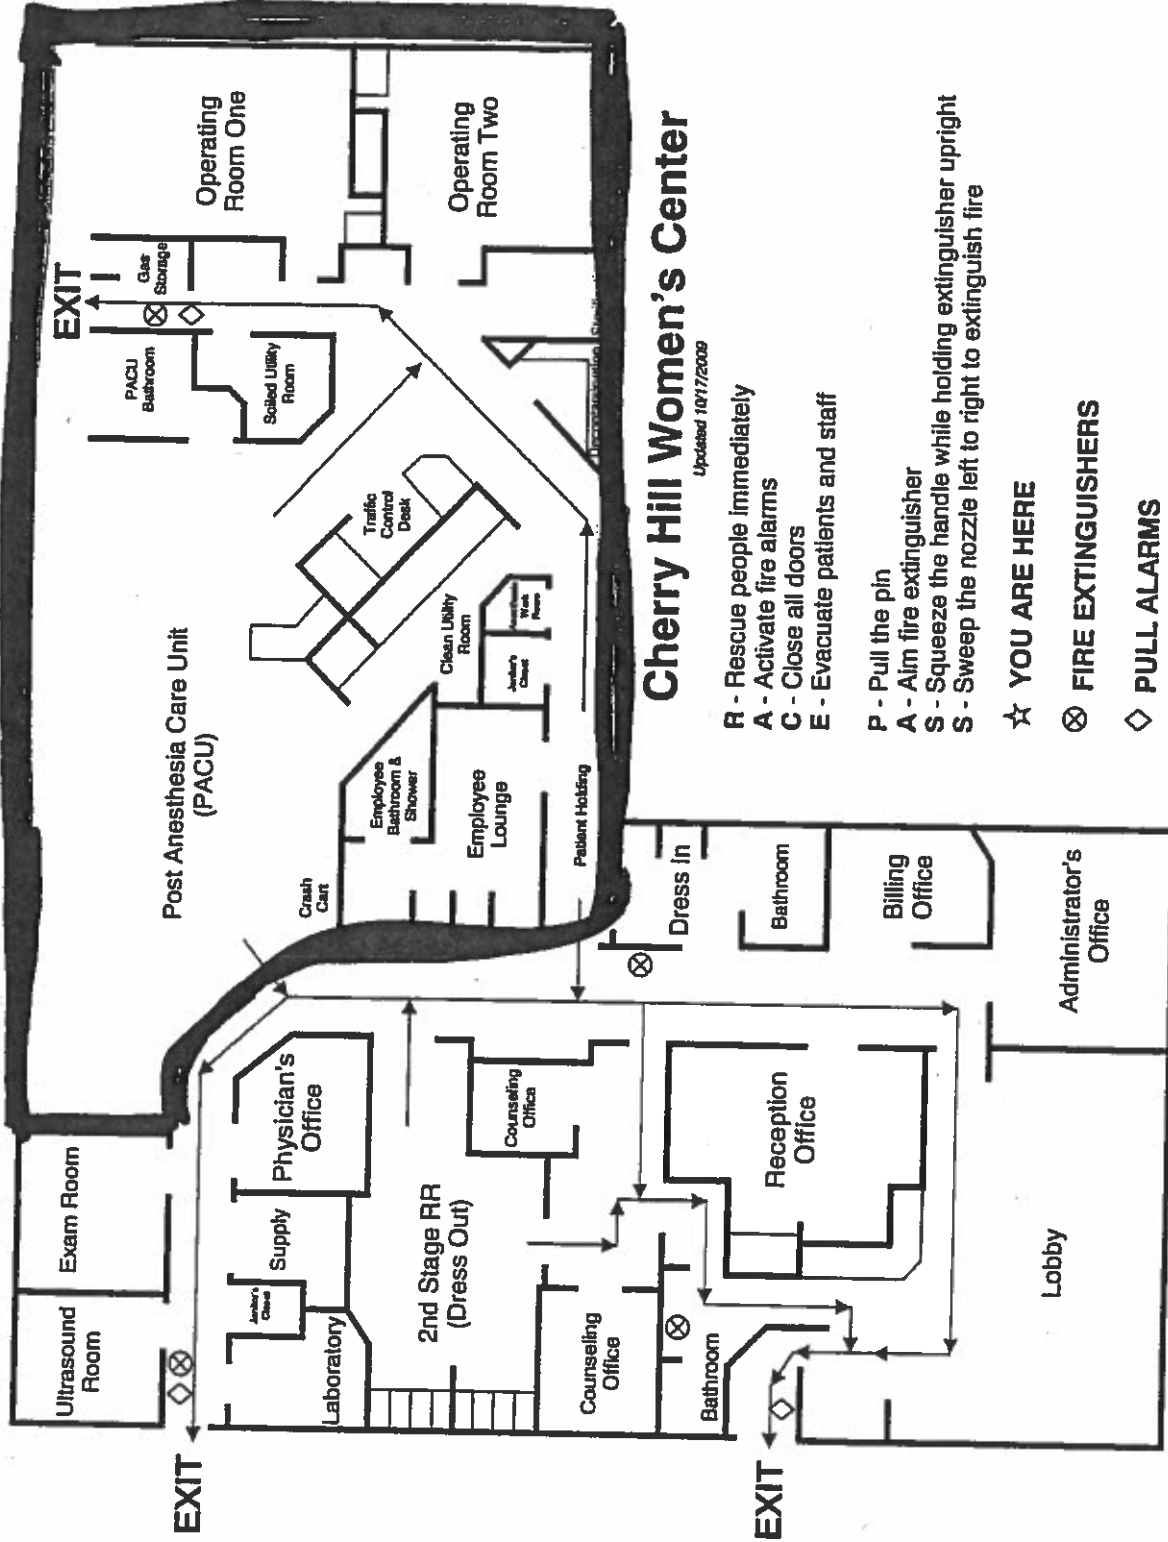 EXIT
Gas
Storage
PACU
Bathroom
Soiled Utility
Room
Operating
Room One
Operating
Room Two
Post Anesthesia Care Unit
(PACU)
Traffic
Control
Desk
Clean Utility
Room
Janitor's
Closet
Work
Room
Employee
Bathroom &
Shower
Employee
Lounge
Crash
Cart
Patient Holding
Exam Room
Ultrasound
Room
Physician's
Office
Supply
Janitor's
Closet
Laboratory
2nd Stage RR
(Dress Out)
Counseling
Office
Counseling
Office
Bathroom
Reception
Office
Dress In
Bathroom
Billing
Office
Administrator's
Office
Lobby
EXIT
EXIT
Cherry Hill Women's Center
Updated 10/17/2009
R - Rescue people immediately
A - Activate fire alarms
C - Close all doors
E - Evacuate patients and staff
P - Pull the pin
A - Aim fire extinguisher
S - Squeeze the handle while holding extinguisher upright
S - Sweep the nozzle left to right to extinguish fire
YOU ARE HERE
FIRE EXTINGUISHERS
PULL ALARMS